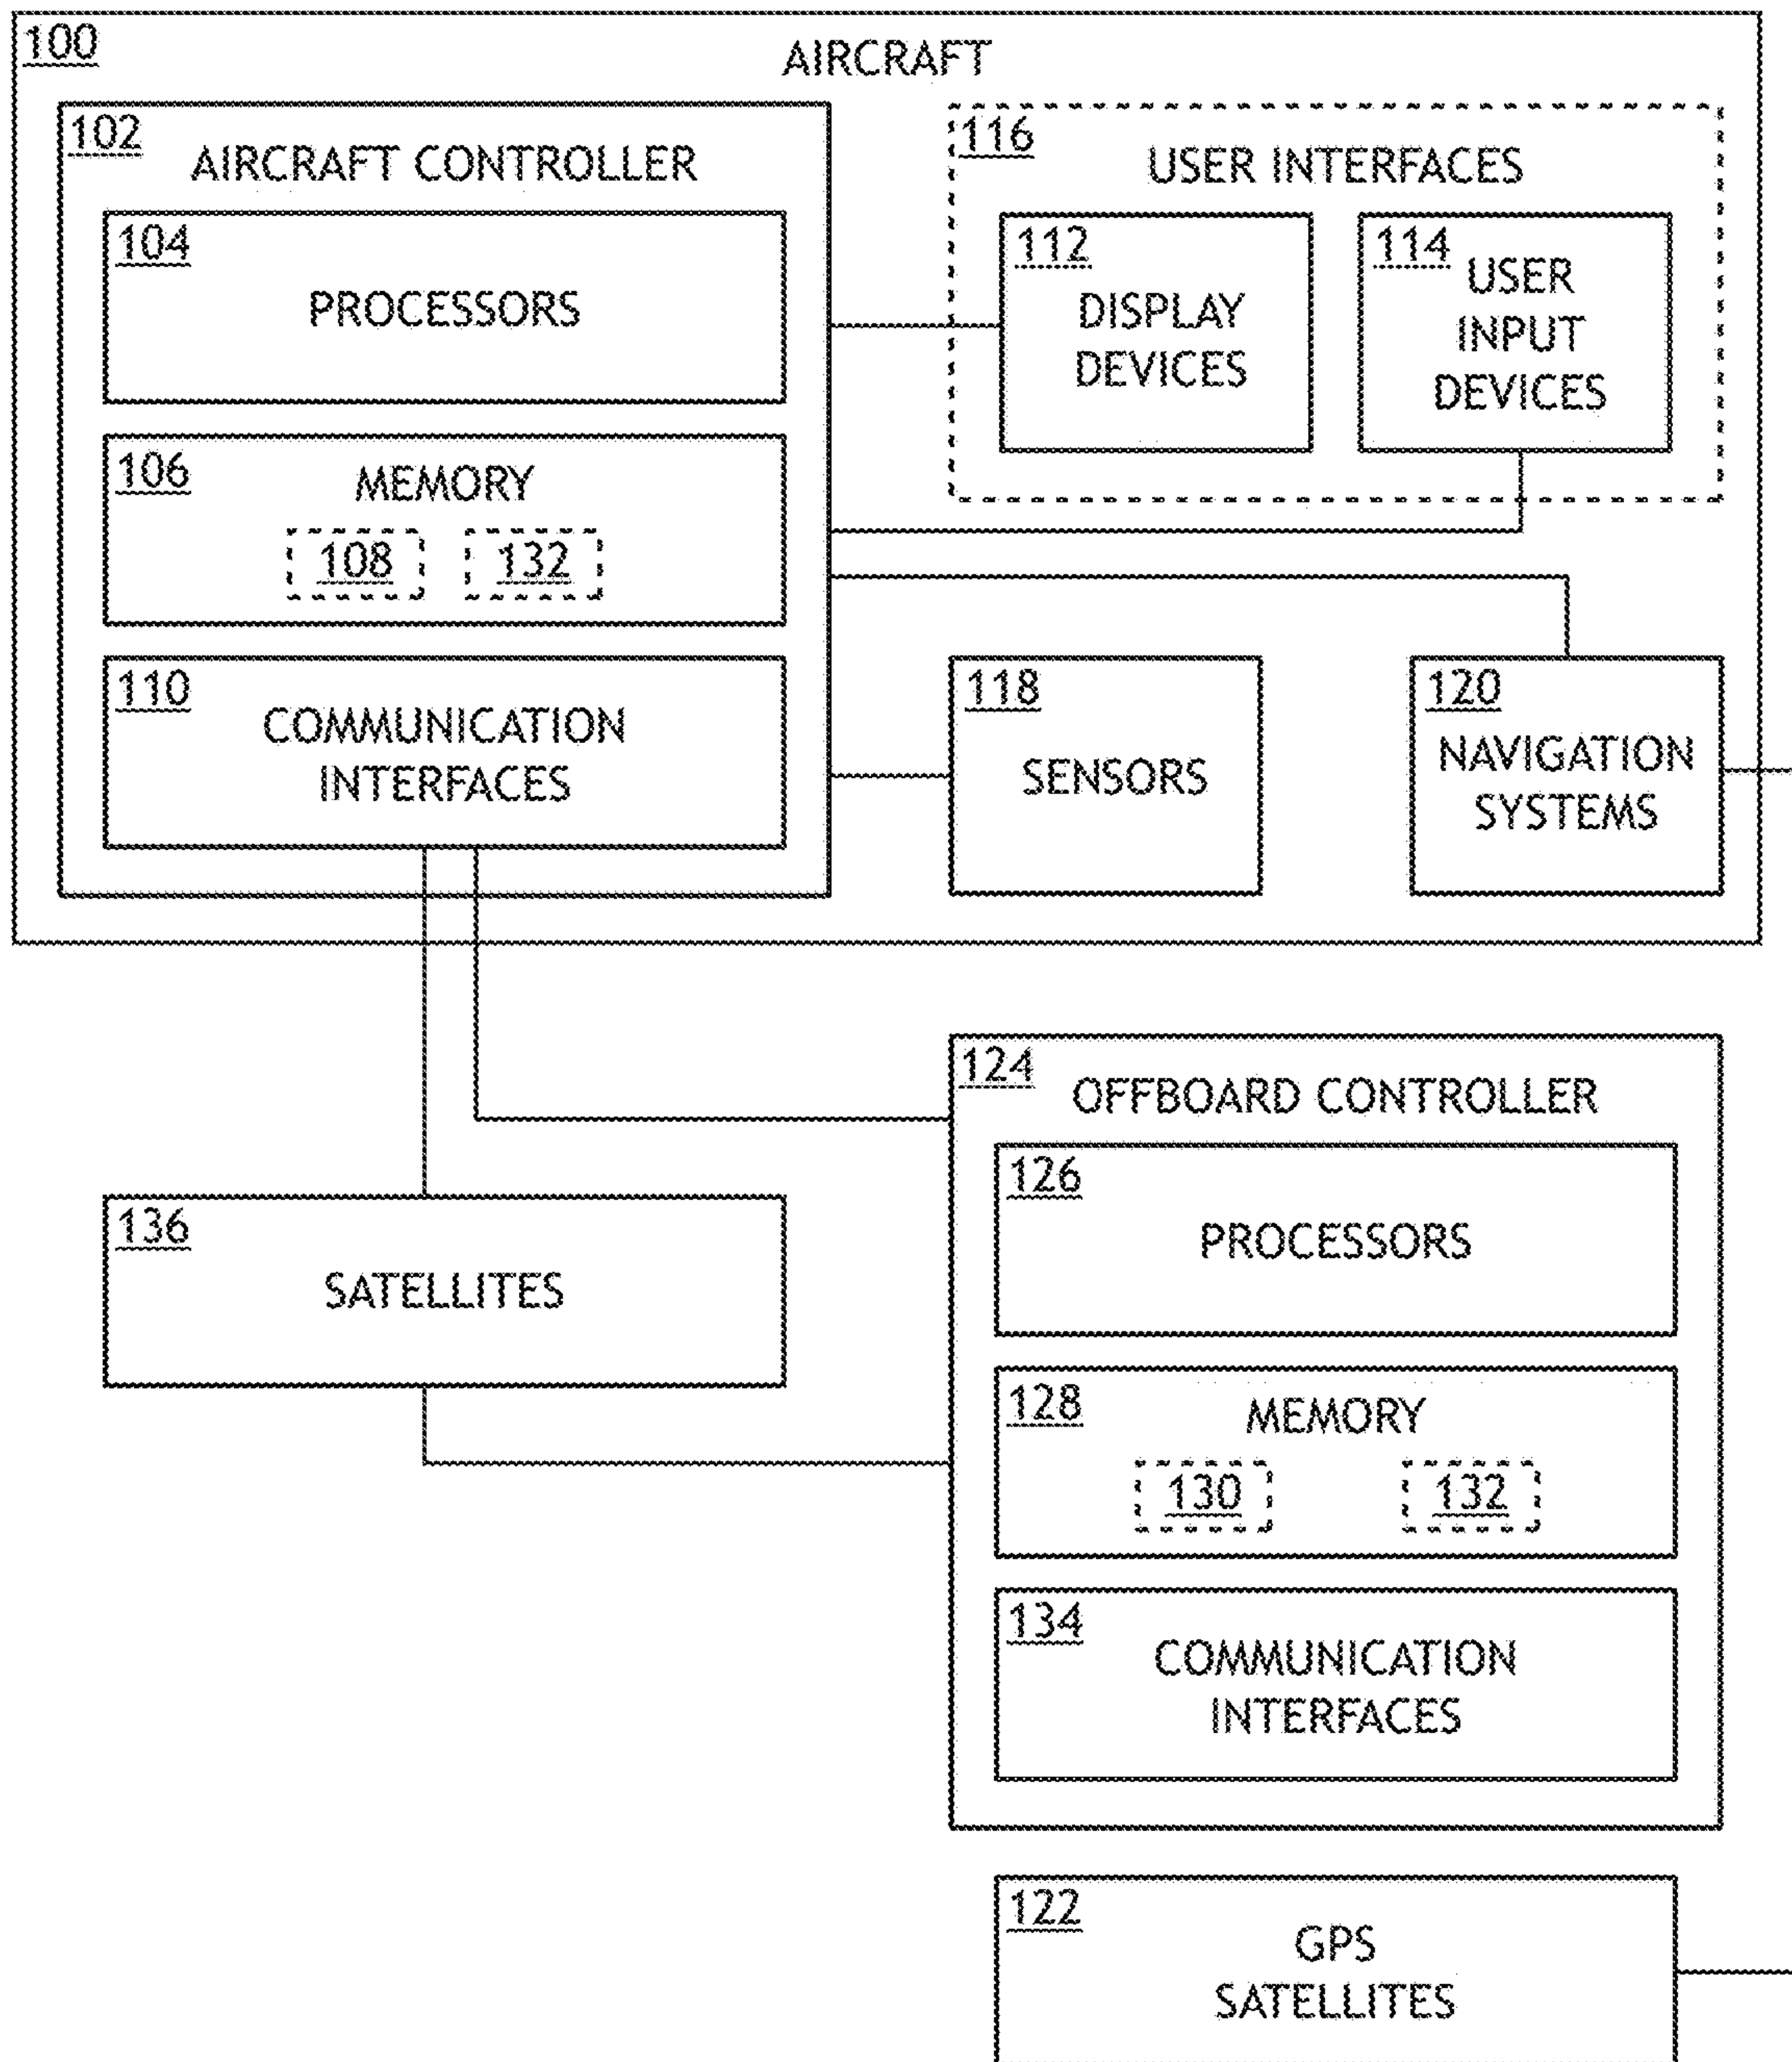 100
AIRCRAFT
102
AIRCRAFT CONTROLLER
104
PROCESSORS
106
MEMORY
108
132
110
COMMUNICATION
INTERFACES
116
USER INTERFACES
112
DISPLAY
DEVICES
114
USER
INPUT
DEVICES
118
SENSORS
120
NAVIGATION
SYSTEMS
124
OFFBOARD CONTROLLER
126
PROCESSORS
136
SATELLITES
128
MEMORY
130
132
134
COMMUNICATION
INTERFACES
122
GPS
SATELLITES